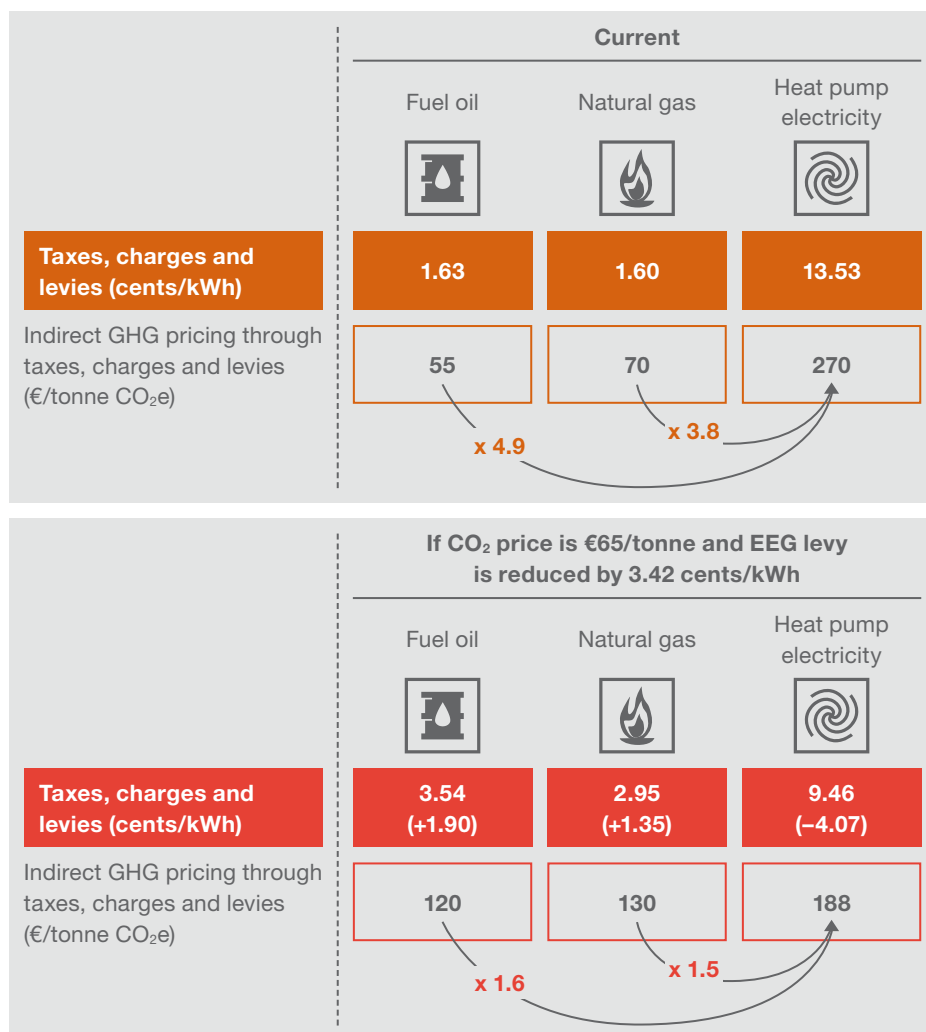 Current
Fuel oil
Natural gas
Heat pump
electricity
Taxes, charges and
levies (cents/kWh)
1.63
1.60
13.53
Indirect GHG pricing through
taxes, charges and levies
(€/tonne CO₂e)
55
70
270
x 4.9
x 3.8
If CO₂ price is €65/tonne and EEG levy
is reduced by 3.42 cents/kWh
Fuel oil
Natural gas
Heat pump
electricity
Taxes, charges and
levies (cents/kWh)
3.54
(+1.90)
2.95
(+1.35)
9.46
(−4.07)
Indirect GHG pricing through
taxes, charges and levies
(€/tonne CO₂e)
120
130
188
x 1.6
x 1.5